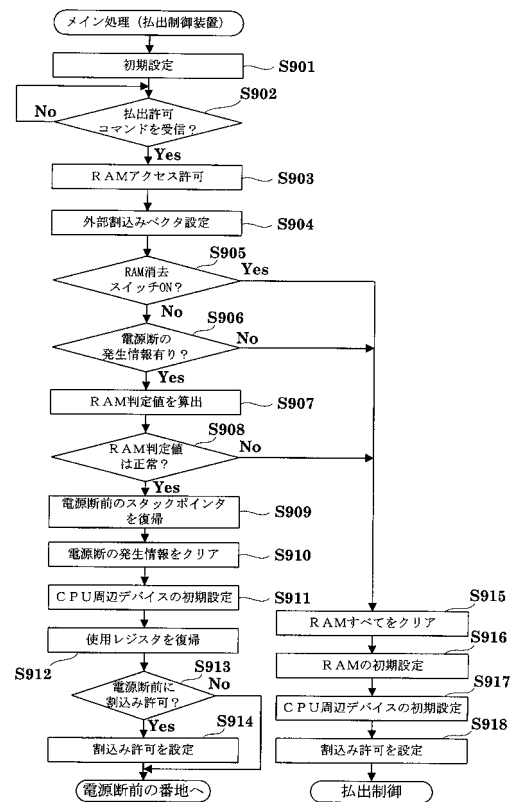 メイン処理（払出制御装置）
初期設定
S901
S902
払出許可
コマンドを受信？
No
Yes
ＲＡＭアクセス許可
S903
外部割込みベクタ設定
S904
S905
RAM消去
スイッチON？
Yes
No
S906
電源断の
発生情報有り？
No
Yes
ＲＡＭ判定値を算出
S907
S908
ＲＡＭ判定値
は正常？
No
Yes
電源断前のスタックポインタ
を復帰
S909
電源断の発生情報をクリア
S910
ＣＰＵ周辺デバイスの初期設定
S911
使用レジスタを復帰
S912
S913
電源断前に
割込み許可？
No
Yes
S914
割込み許可を設定
電源断前の番地へ
S915
ＲＡＭすべてをクリア
S916
ＲＡＭの初期設定
S917
ＣＰＵ周辺デバイスの初期設定
S918
割込み許可を設定
払出制御